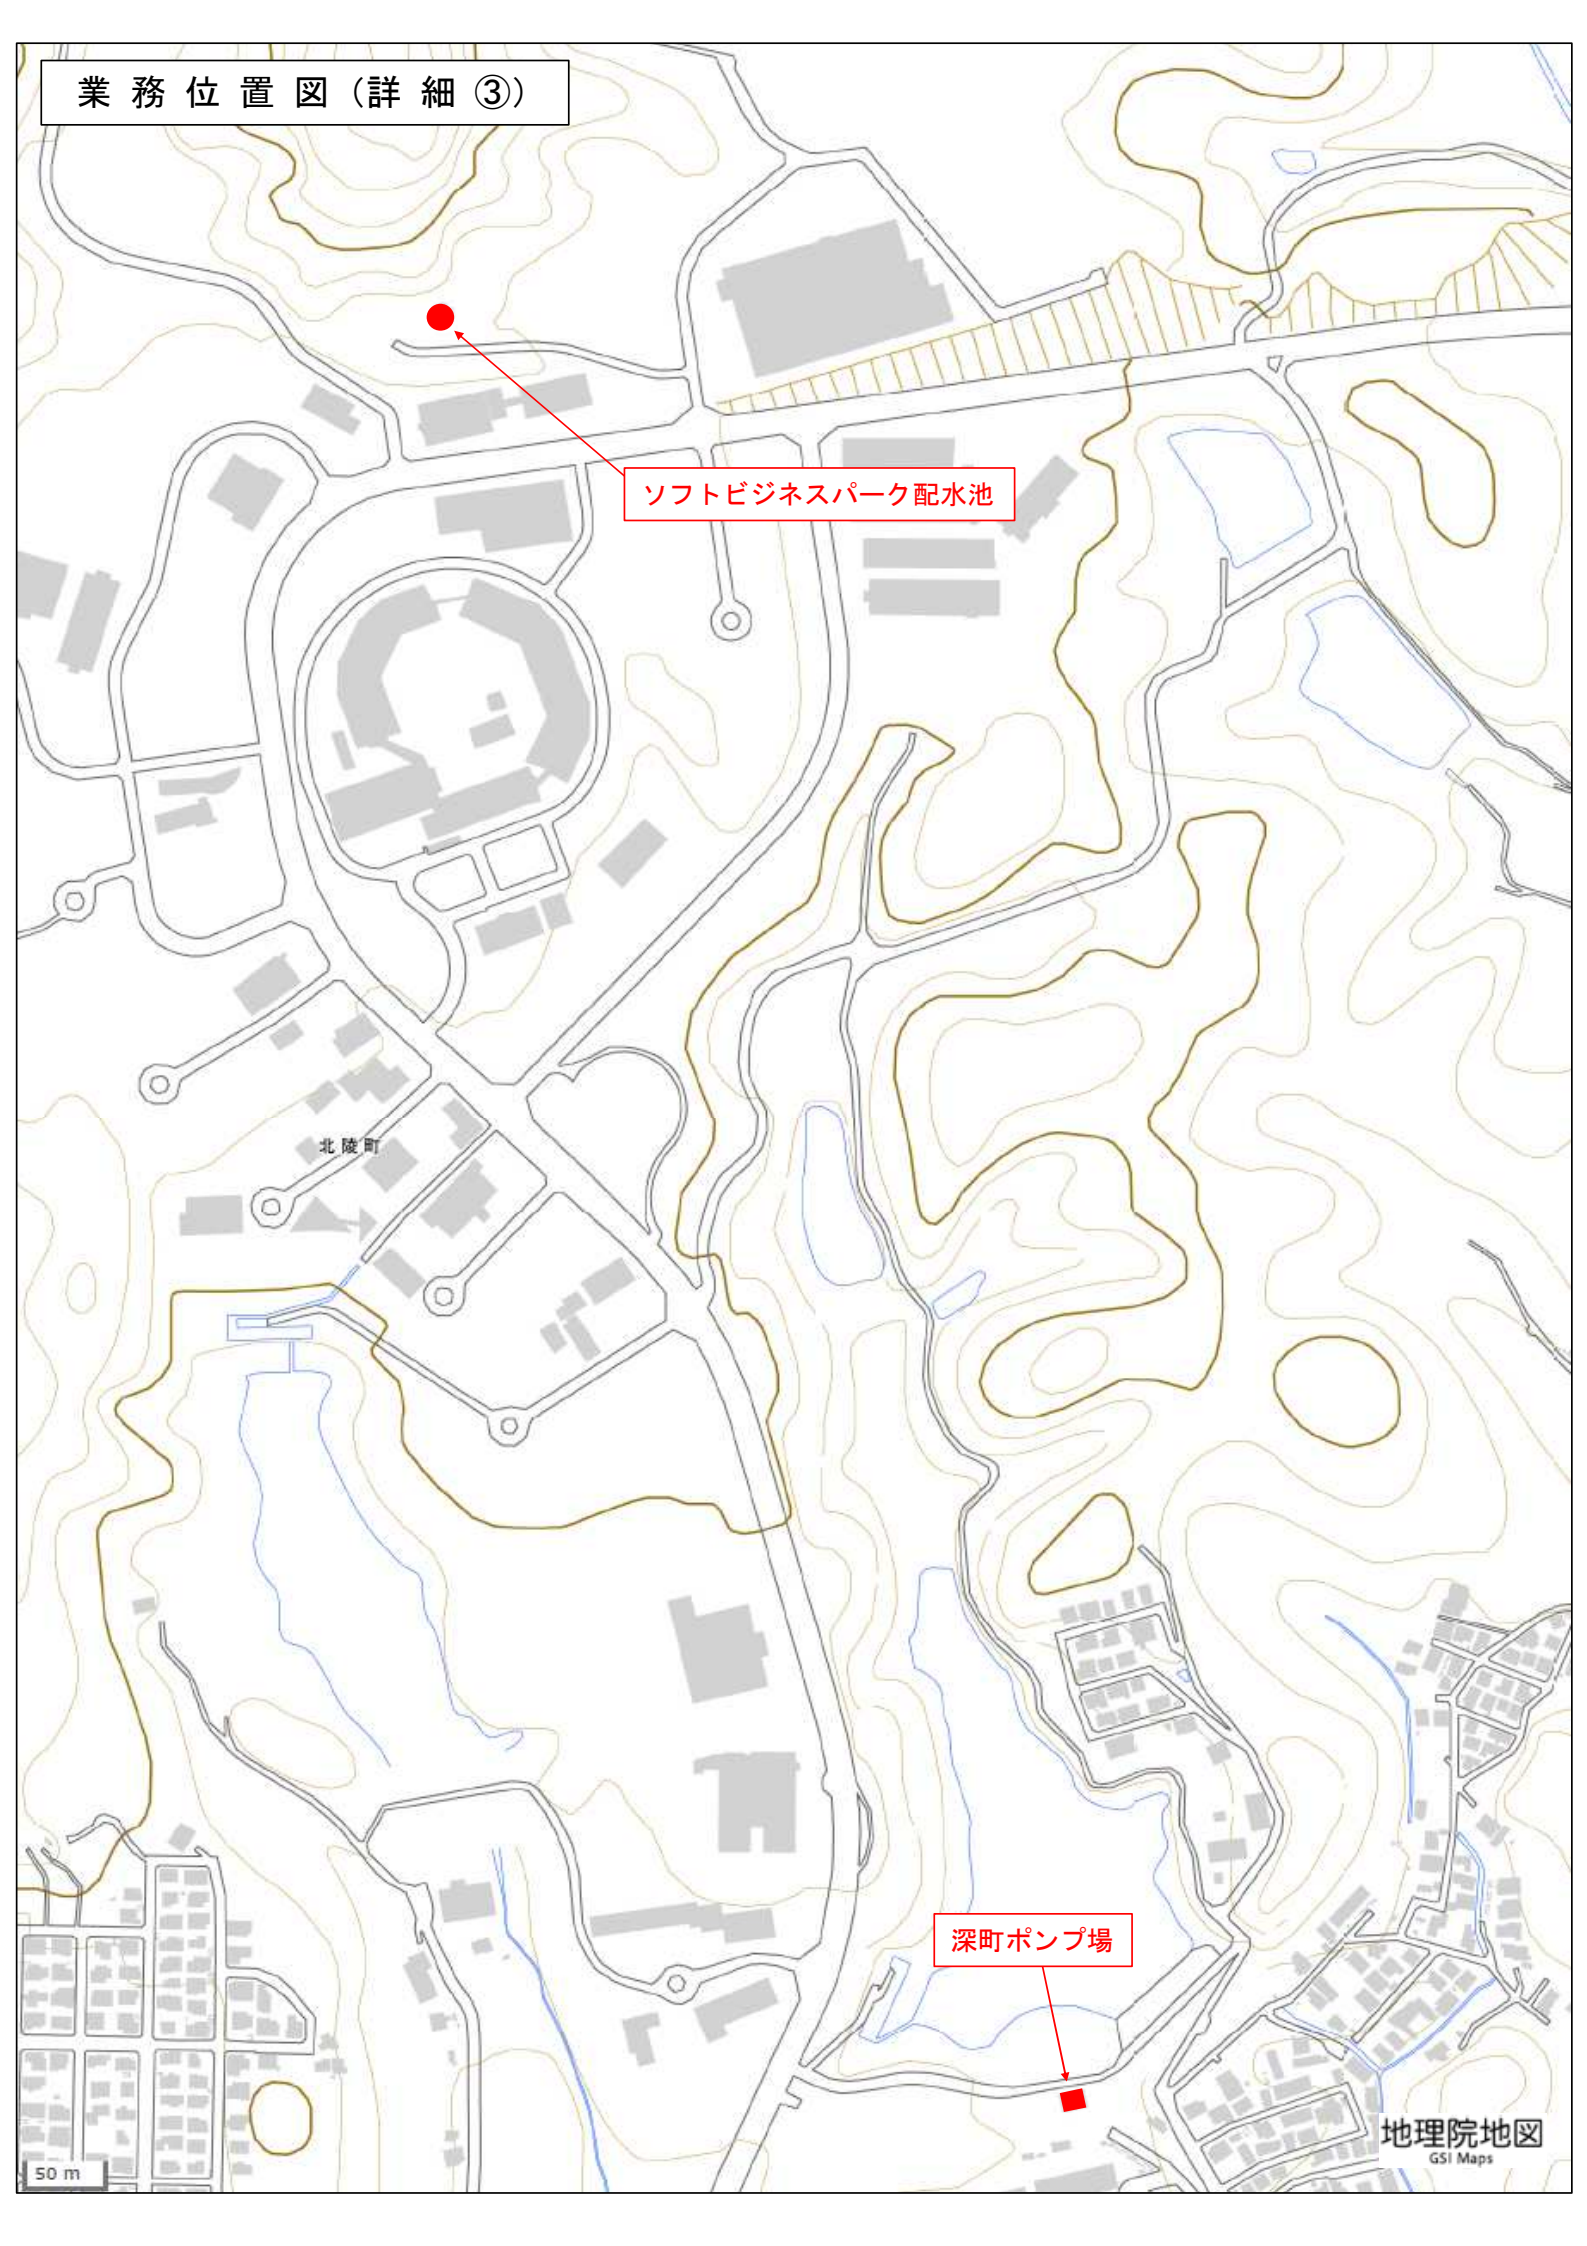 業務位置図（詳細③）
ソフトビジネスパーク配水池
北陵町
深町ポンプ場
地理院地図
GSI Maps
50 m